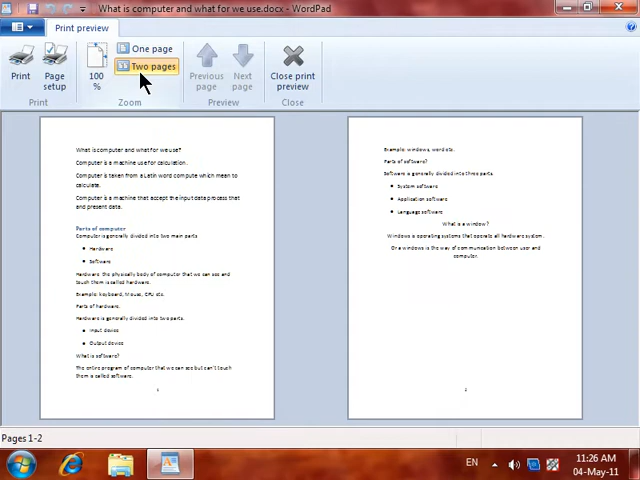 What is computer and what for we use.docx - WordPad
Print preview
Print
Page setup
100 %
One page
Two pages
Previous page
Next page
Close print preview
Print
Zoom
Preview
Close
What is computer and what for we use?
Computer is a machine use for calculation.
Computer is taken from a Latin word compute which mean to
calculate.
Computer is a machine that accept the input data process that
and present data.
Parts of computer
Computer is generally divided into two main parts
• Hardware
• Software
Hardware: the physically body of computer that we can see and
touch them is called hardware.
Example: keyboard, Mouse, CPU etc.
Parts of hardware.
Hardware is generally divided into two parts.
• Input device
• Output device
What is software?
The entire program of computer that we can see but can't touch
them is called software.
1
Example: windows, word etc.
Parts of software?
Software is generally divided into three parts.
• System software
• Application software
• Language software
What is a window?
Windows is operating systems that operate all hardware system.
Or a windows is the way of communication between user and
computer.
2
Pages 1-2
EN
11:26 AM
04-May-11